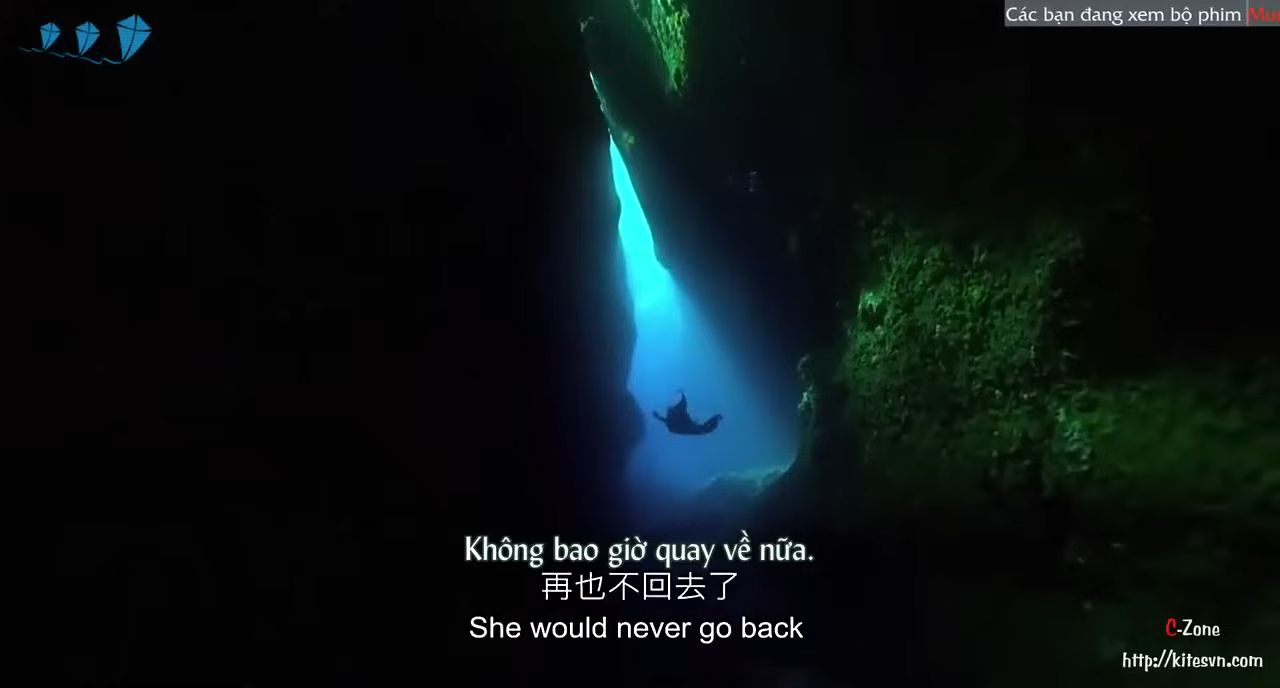 Các bạn đang xem bộ phim
Không bao giờ quay về nữa.
再也不回去了
She would never go back
C-Zone
http://kitesvn.com